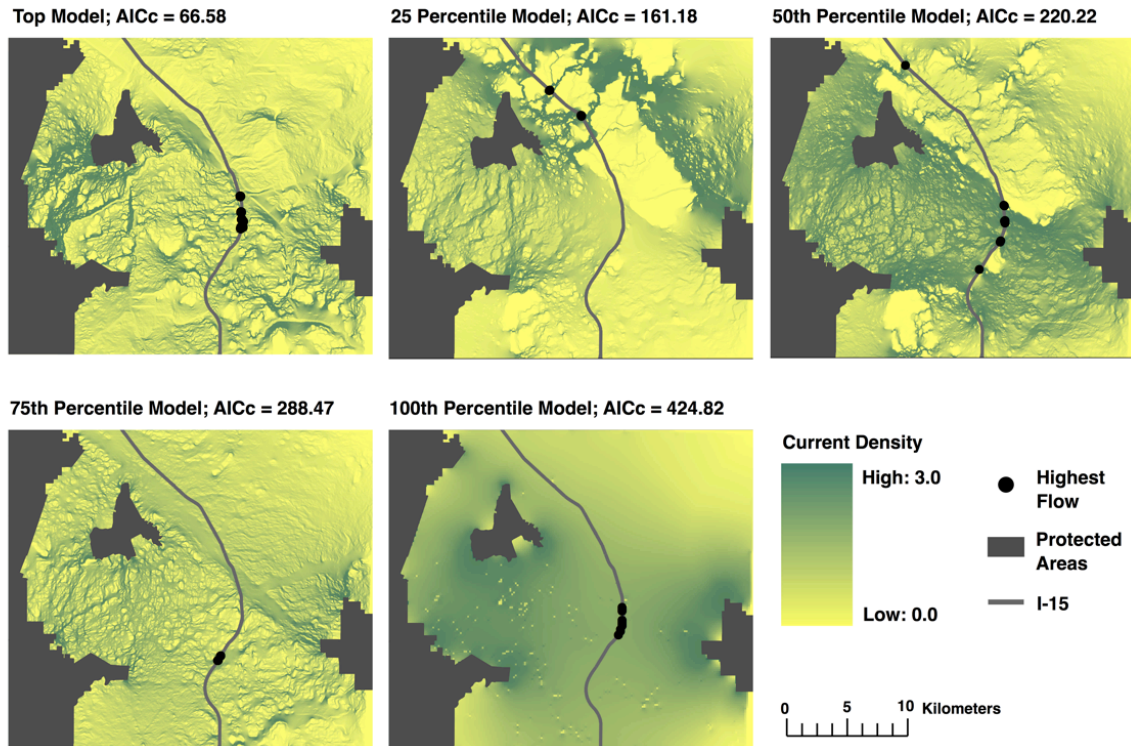 Top Model; AICc = 66.58
25 Percentile Model; AICc = 161.18
50th Percentile Model; AICc = 220.22
75th Percentile Model; AICc = 288.47
100th Percentile Model; AICc = 424.82
Current Density
High: 3.0
Low: 0.0
Highest
Flow
Protected
Areas
I-15
0 5 10 Kilometers